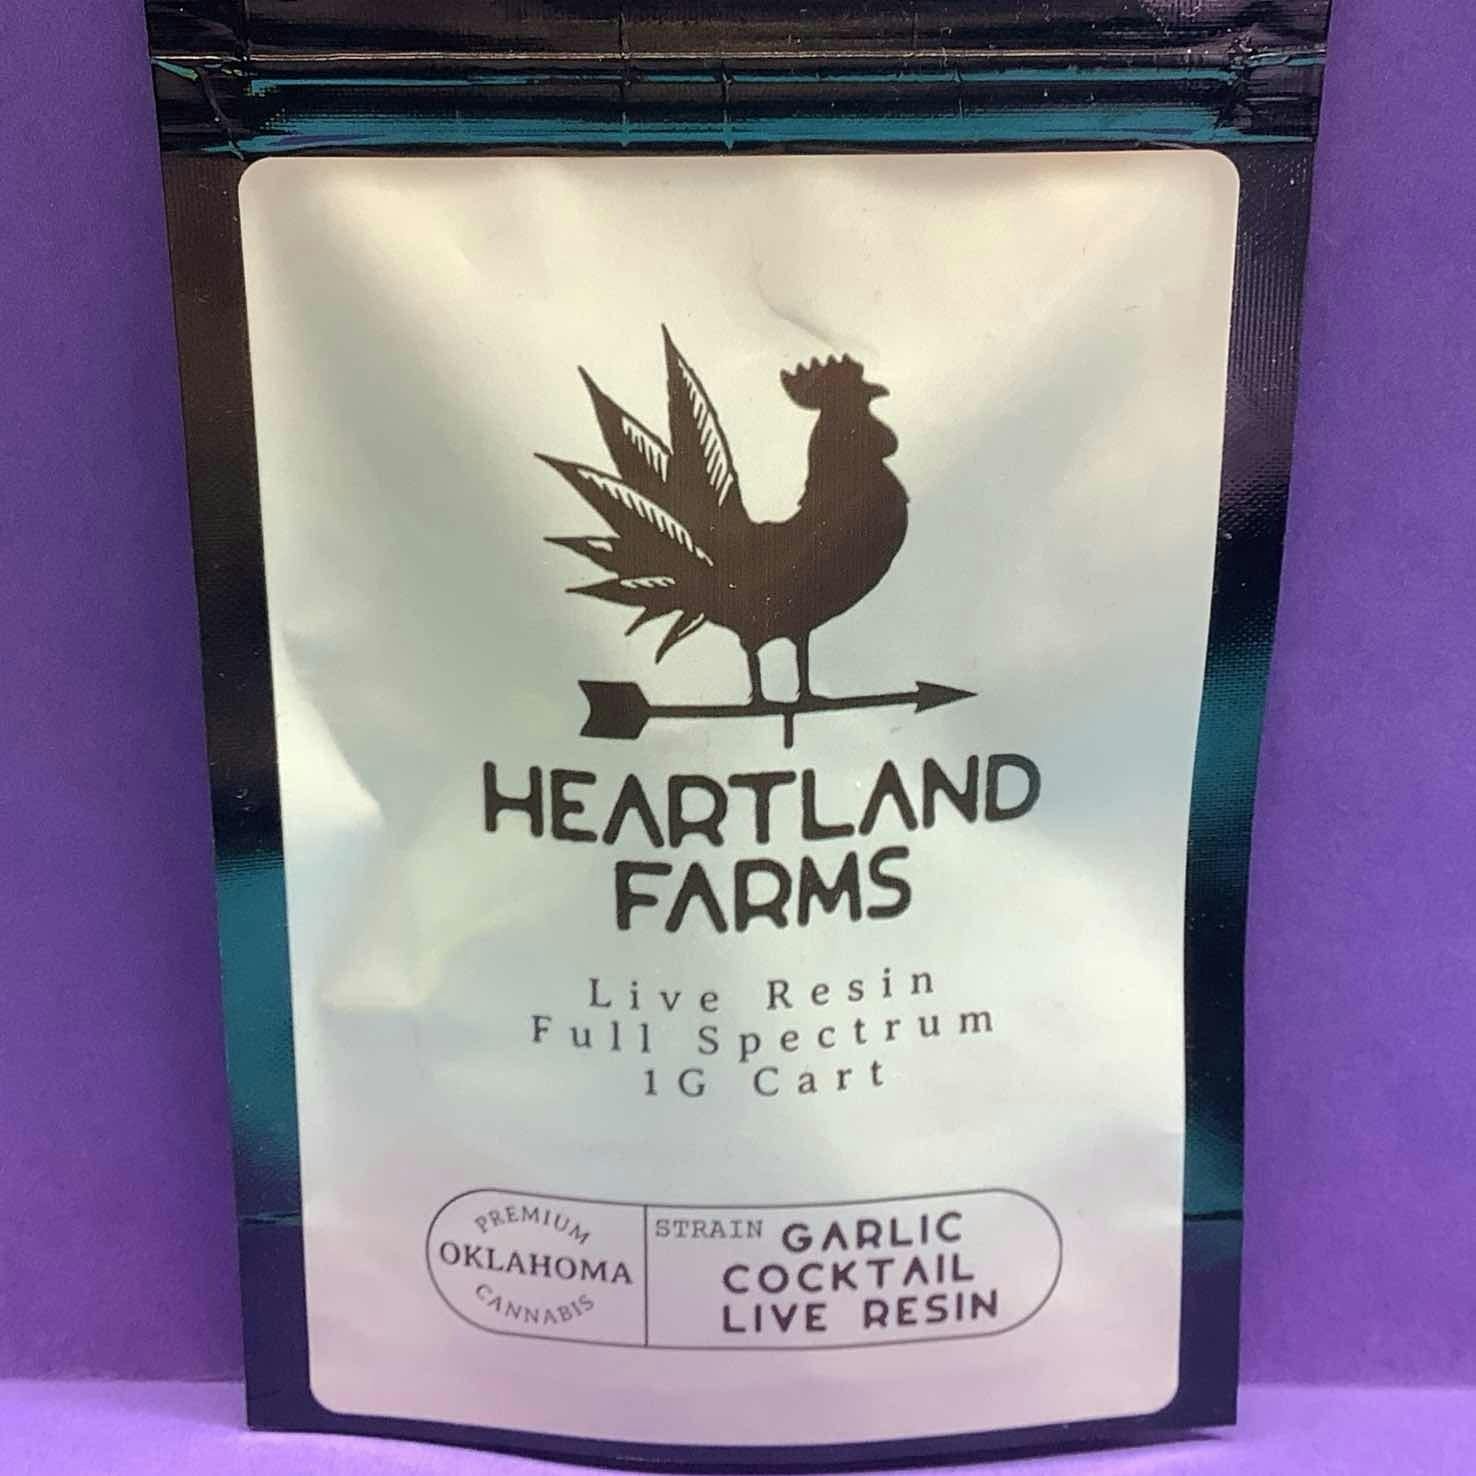 HEARTLAND
FARMS
Live Resin
Full Spectrum
1G Cart
PREMIUM
OKLAHOMA
CANNABIS
STRAIN GARLIC
COCKTAIL
LIVE RESIN